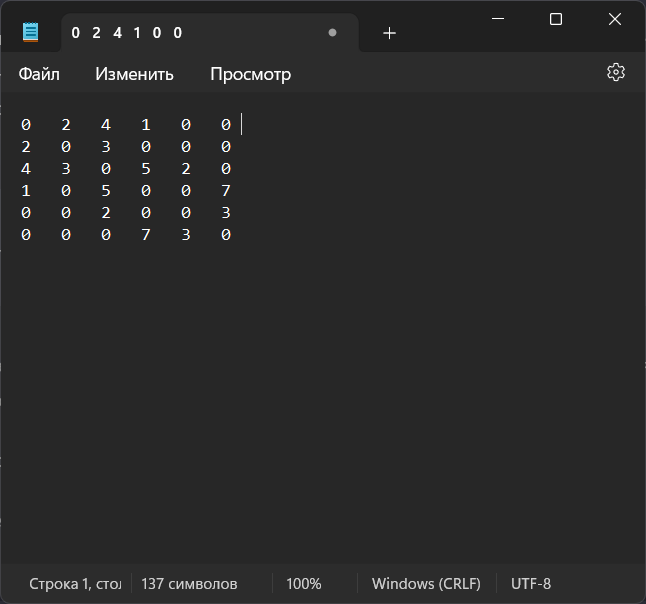 0 2 4 1 0 0
Файл Изменить Просмотр
0 2 4 1 0 0
2 0 3 0 0 0
4 3 0 5 2 0
1 0 5 0 0 7
0 0 2 0 0 3
0 0 0 7 3 0
Строка 1, стол 137 символов 100% Windows (CRLF) UTF-8